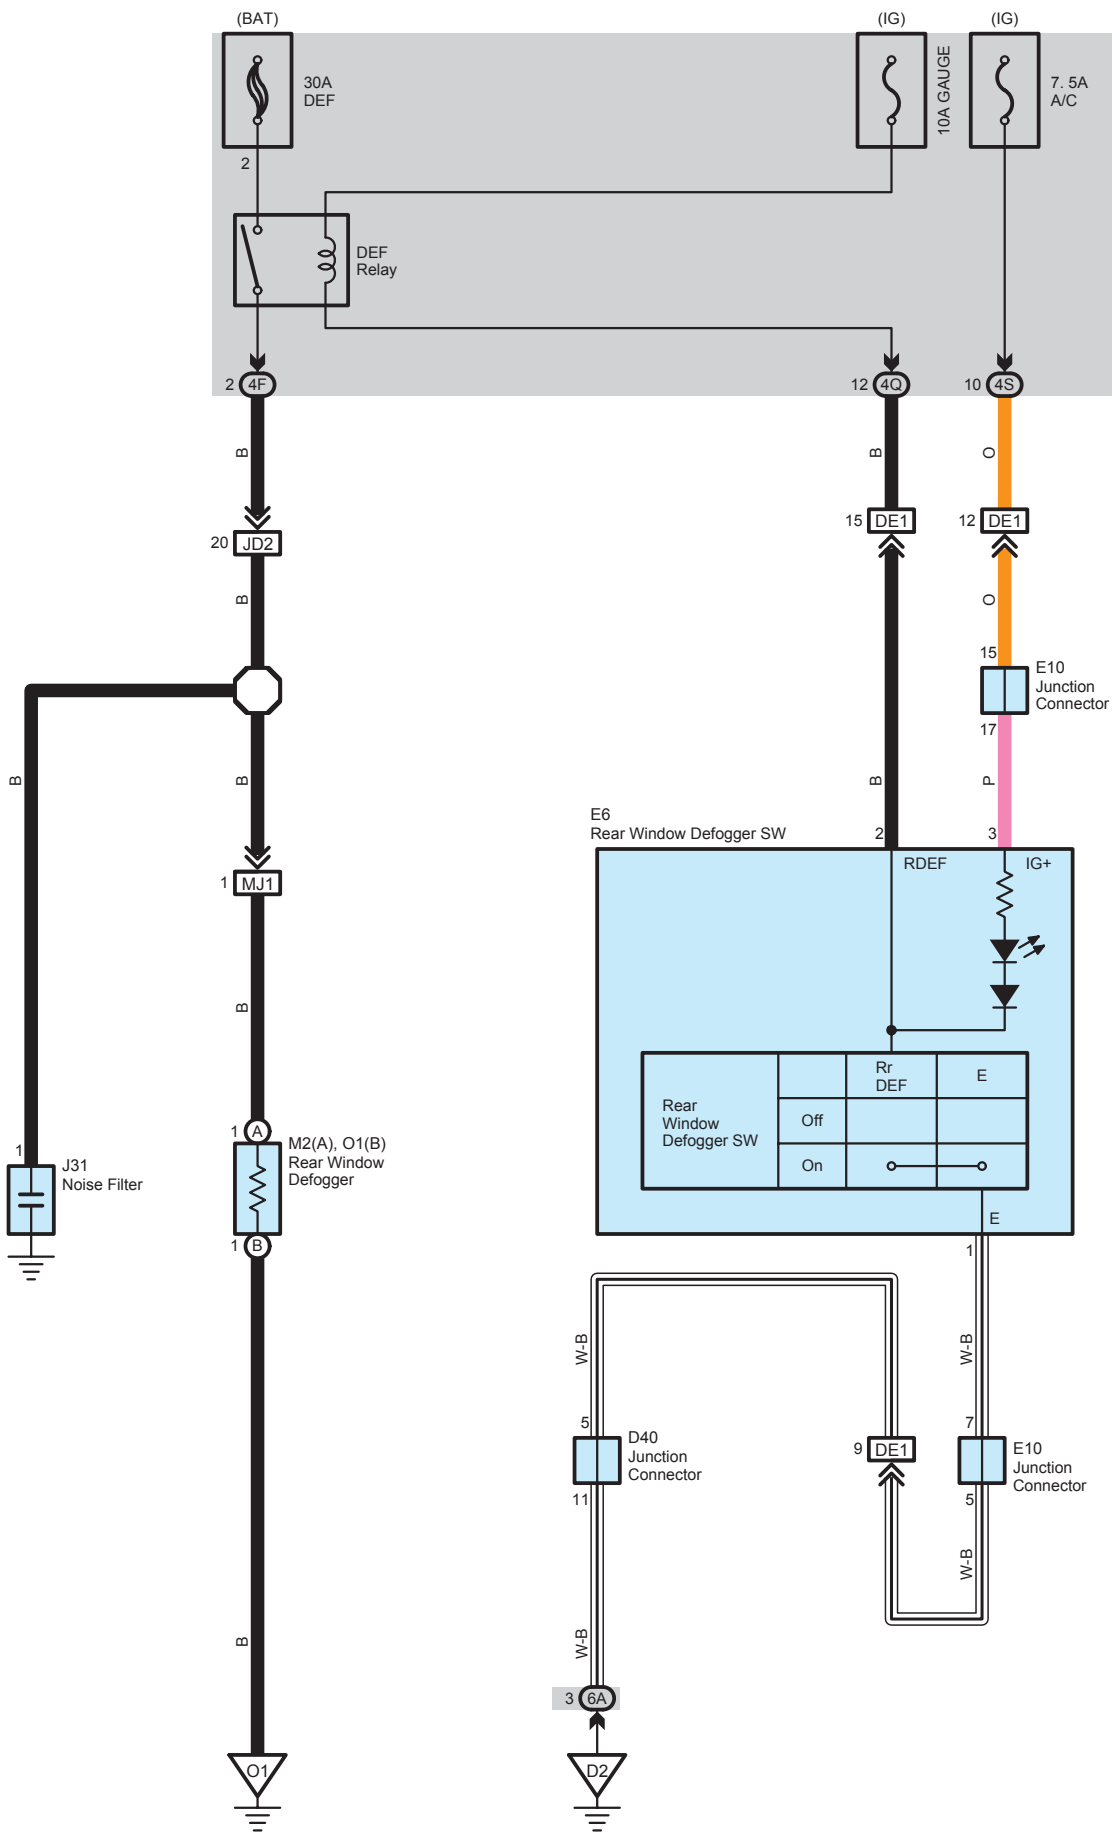 (BAT)
(IG)
(IG)
30A
DEF
10A GAUGE
7. 5A
A/C
2
DEF
Relay
2
4F
12
4Q
10
4S
B
B
O
15
DE1
12
DE1
20
JD2
B
O
15
E10
Junction
Connector
17
B
B
B
P
E6
Rear Window Defogger SW
2
3
RDEF
IG+
1
MJ1
B
Rr
DEF
E
Rear
Window
Defogger SW
Off
On
1
A
M2(A), O1(B)
Rear Window
Defogger
1
J31
Noise Filter
E
1
B
1
W-B
W-B
5
D40
Junction
Connector
11
9
DE1
7
E10
Junction
Connector
5
W-B
B
W-B
3
6A
O1
D2